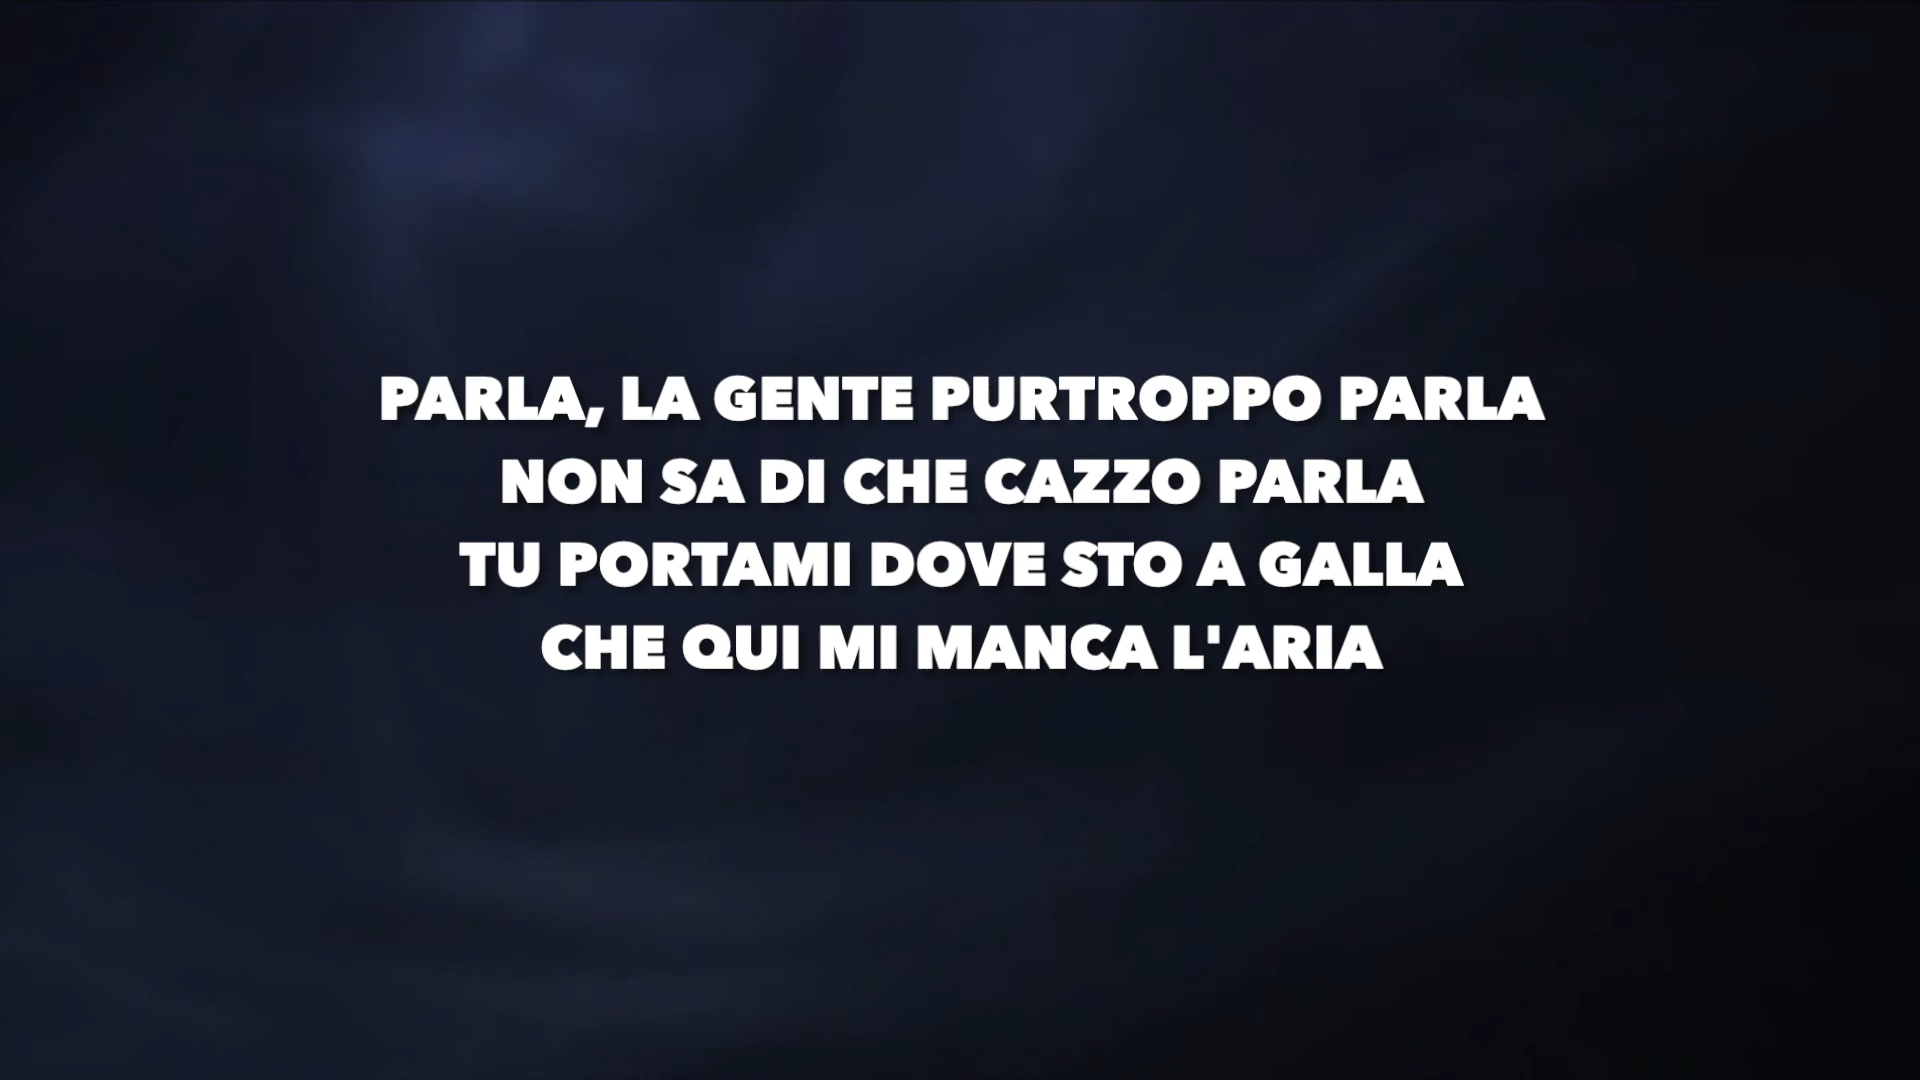 PARLA, LA GENTE PURTROPPO PARLA
NON SA DI CHE CAZZO PARLA
TU PORTAMI DOVE STO A GALLA
CHE QUI MI MANCA L'ARIA